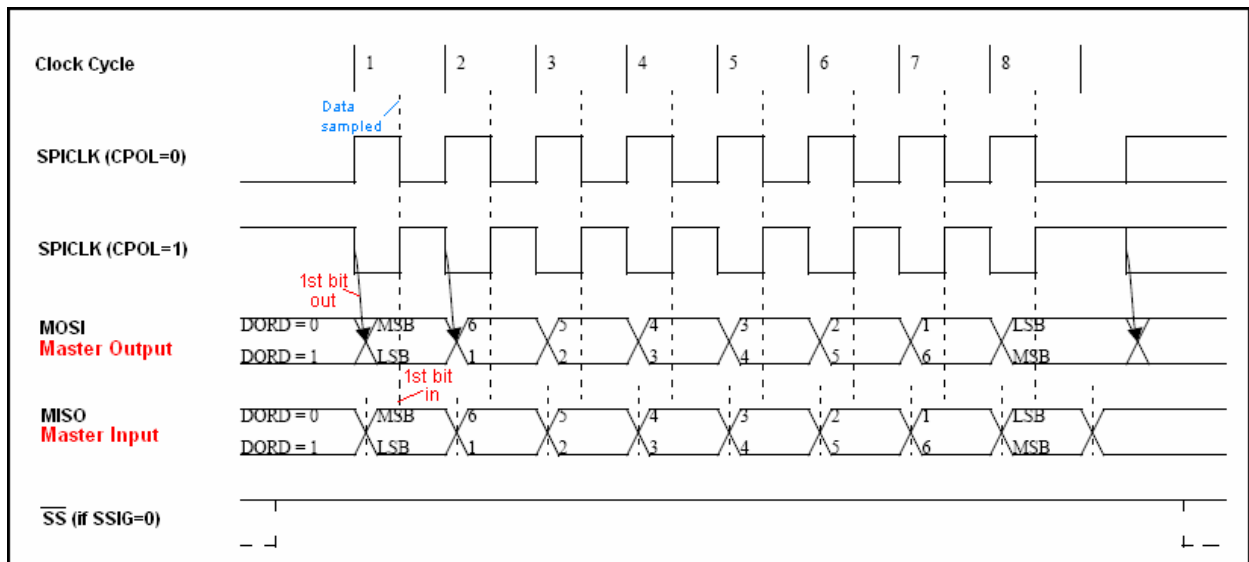 Clock Cycle 1 2 3 4 5 6 7 8
Data
sampled
SPICLK (CPOL=0)
SPICLK (CPOL=1)
1st bit
out
MOSI DORD = 0 MSB 6 5 4 3 2 1 LSB
Master Output DORD = 1 LSB 1 2 3 4 5 6 MSB
1st bit
in
MISO DORD = 0 MSB 6 5 4 3 2 1 LSB
Master Input DORD = 1 LSB 1 2 3 4 5 6 MSB
SS (if SSIG=0)